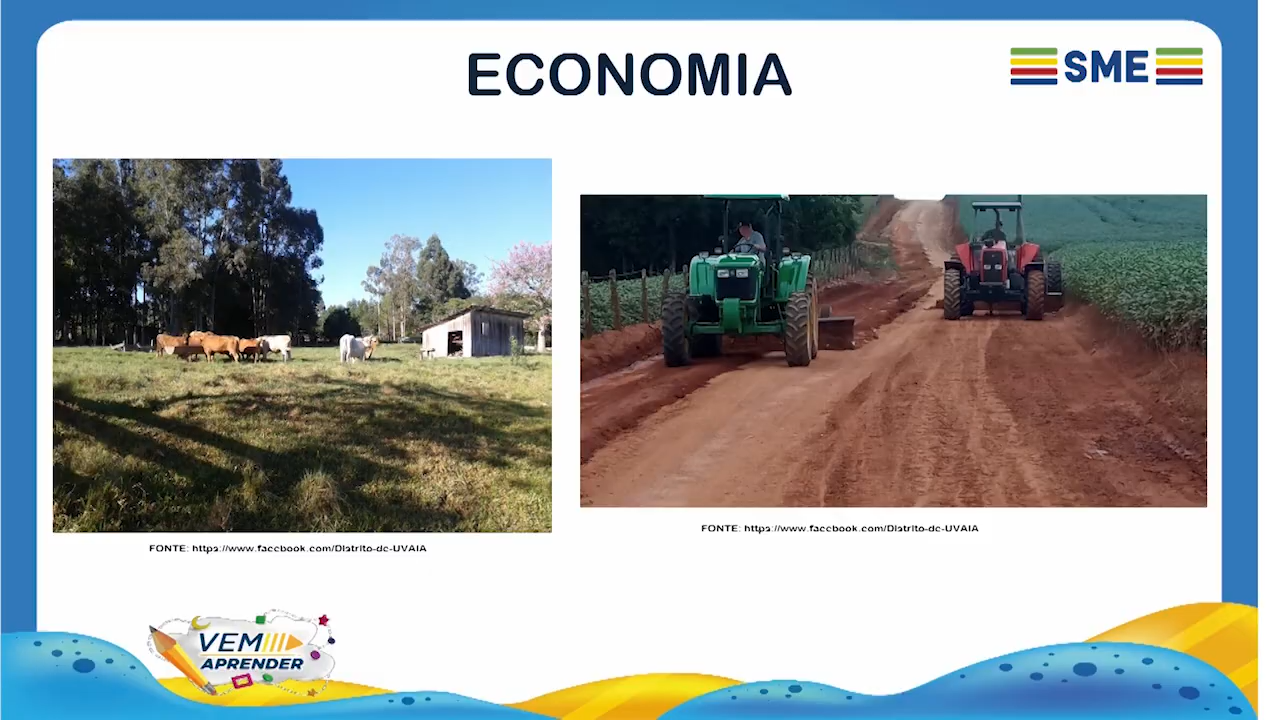 ECONOMIA
SME
FONTE: https://www.facebook.com/Distrito-de-UVAIA
FONTE: https://www.facebook.com/Distrito-de-UVAIA
VEM
APRENDER